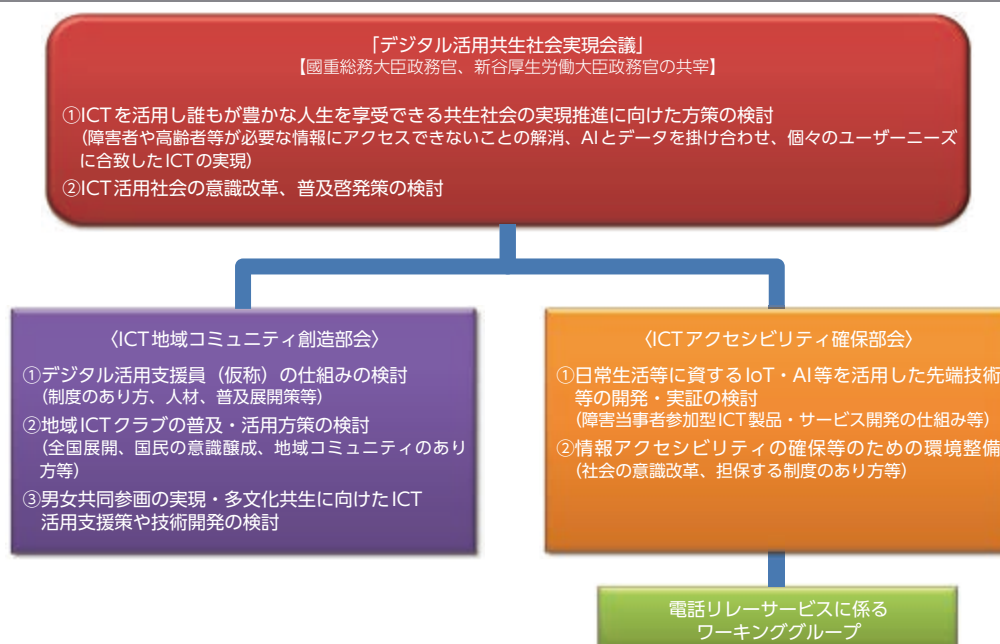 「デジタル活用共生社会実現会議」
【國重総務大臣政務官、新谷厚生労働大臣政務官の共宰】
①ICTを活用し誰もが豊かな人生を享受できる共生社会の実現推進に向けた方策の検討
（障害者や高齢者等が必要な情報にアクセスできないことの解消、AIとデータを掛け合わせ、個々のユーザーニーズ
に合致したICTの実現）
②ICT活用社会の意識改革、普及啓発策の検討
〈ICT地域コミュニティ創造部会〉
①デジタル活用支援員（仮称）の仕組みの検討
（制度のあり方、人材、普及展開策等）
②地域ICTクラブの普及・活用方策の検討
（全国展開、国民の意識醸成、地域コミュニティのあり
方等）
③男女共同参画の実現・多文化共生に向けたICT
活用支援策や技術開発の検討
〈ICTアクセシビリティ確保部会〉
①日常生活等に資するIoT・AI等を活用した先端技術
等の開発・実証の検討
（障害当事者参加型ICT製品・サービス開発の仕組み等）
②情報アクセシビリティの確保等のための環境整備
（社会の意識改革、担保する制度のあり方等）
電話リレーサービスに係る
ワーキンググループ